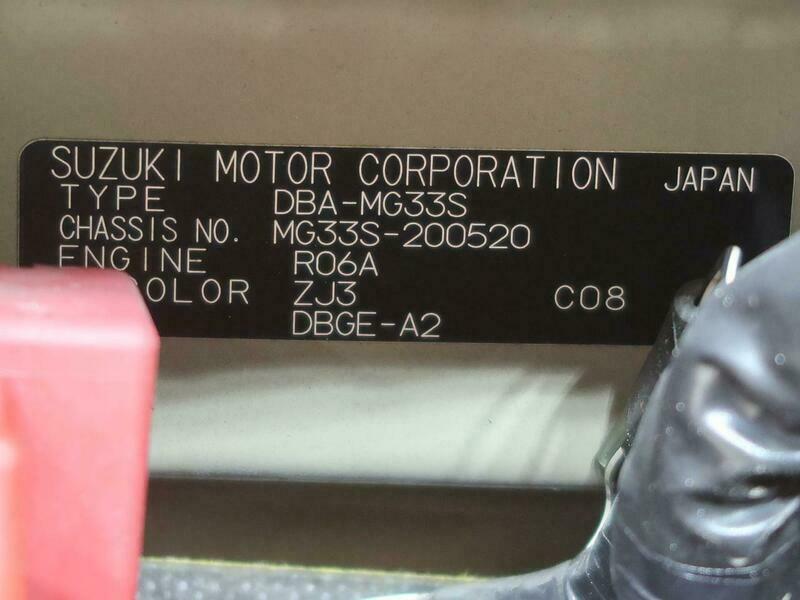 SUZUKI MOTOR CORPORATION JAPAN
TYPE DBA-MG33S
CHASSIS NO. MG33S-200520
ENGINE R06A
OLOR ZJ3 C08
DBGE-A2